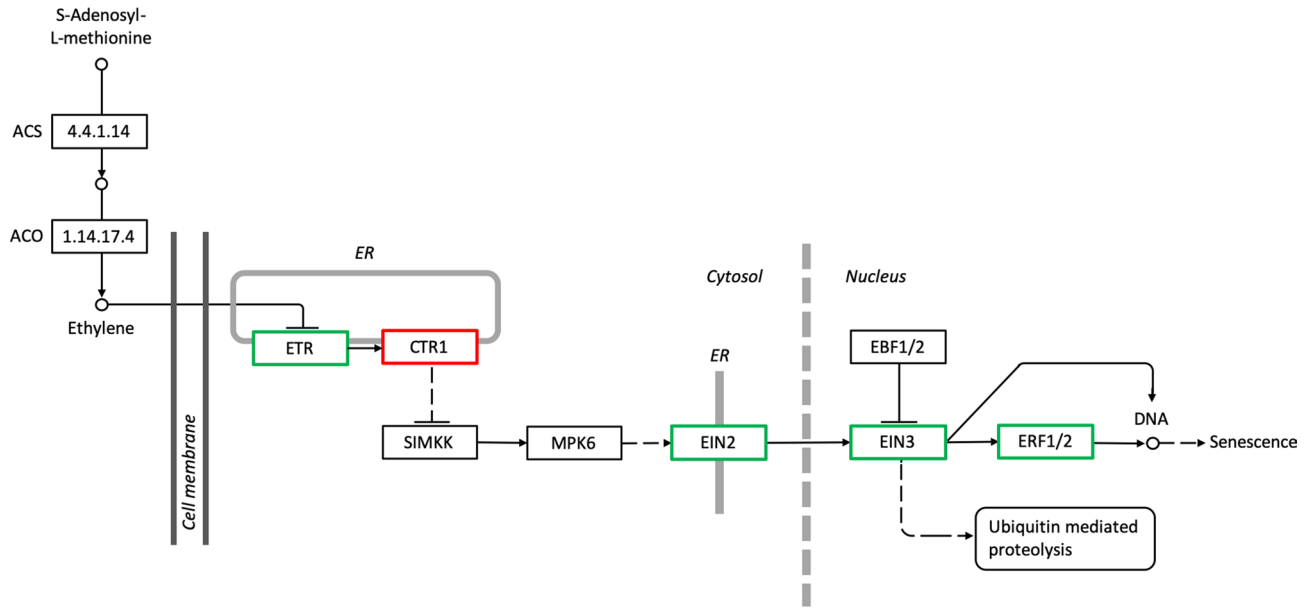 S-Adenosyl-
L-methionine
ACS
4.4.1.14
ACO
1.14.17.4
Ethylene
Cell membrane
ER
ETR
CTR1
SIMKK
MPK6
Cytosol
Nucleus
ER
EIN2
EBF1/2
EIN3
ERF1/2
DNA
Senescence
Ubiquitin mediated
proteolysis